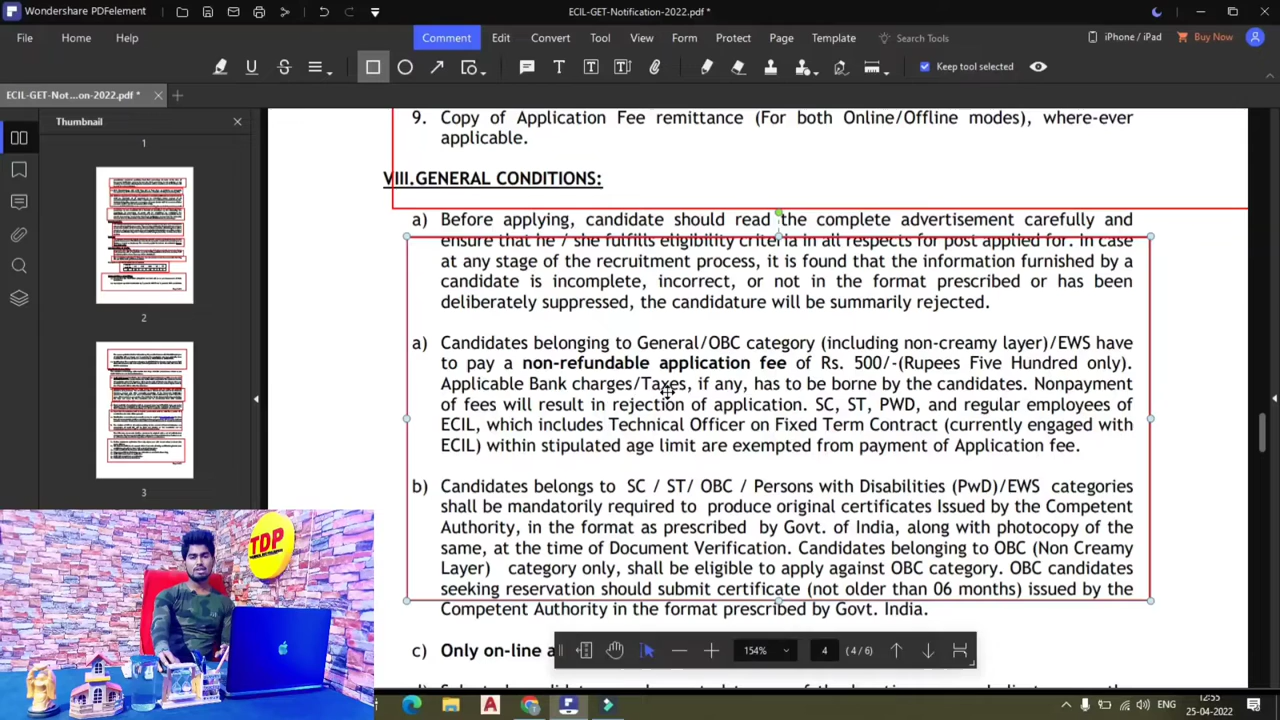 Wondershare PDFelement
ECIL-GET-Notification-2022.pdf *
File Home Help Comment Edit Convert Tool View Form Protect Page Template Search Tools iPhone / iPad Buy Now
Keep tool selected
ECIL-GET-Not...on-2022.pdf *
Thumbnail
1
2
3
9. Copy of Application Fee remittance (For both Online/Offline modes), where-ever
applicable.
VIII.GENERAL CONDITIONS:
a) Before applying, candidate should read the complete advertisement carefully and
ensure that he/ she fulfills eligibility criteria in all respects for post applied for. In case
at any stage of the recruitment process, it is found that the information furnished by a
candidate is incomplete, incorrect, or not in the format prescribed or has been
deliberately suppressed, the candidature will be summarily rejected.
a) Candidates belonging to General/OBC category (including non-creamy layer)/EWS have
to pay a non-refundable application fee of Rs 500/-(Rupees Five Hundred only).
Applicable Bank charges/Taxes, if any, has to be borne by the candidates. Nonpayment
of fees will result in rejection of application. SC, ST, PWD, and regular employees of
ECIL, which includes Technical Officer on Fixed Term Contract (currently engaged with
ECIL) within stipulated age limit are exempted from payment of Application fee.
b) Candidates belongs to SC / ST/ OBC / Persons with Disabilities (PwD)/EWS categories
shall be mandatorily required to produce original certificates Issued by the Competent
Authority, in the format as prescribed by Govt. of India, along with photocopy of the
same, at the time of Document Verification. Candidates belonging to OBC (Non Creamy
Layer) category only, shall be eligible to apply against OBC category. OBC candidates
seeking reservation should submit certificate (not older than 06 months) issued by the
Competent Authority in the format prescribed by Govt. India.
c) Only on-line a
154% 4 (4/6)
TDP
12:55
25-04-2022